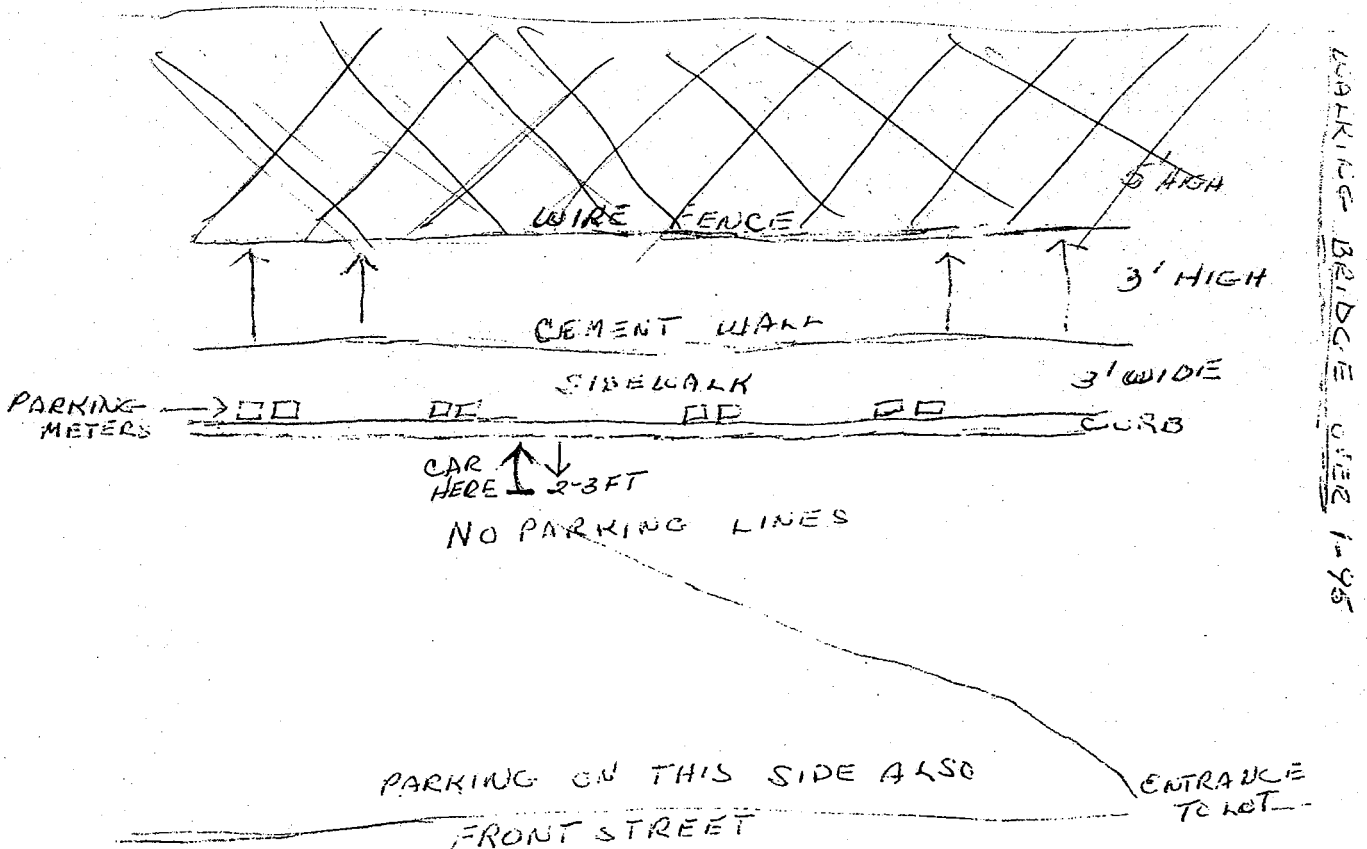 5' HIGH
WIRE FENCE
3' HIGH
CEMENT WALL
SIDEWALK
3' WIDE
PARKING
METERS
CURB
CAR
HERE
2-3 FT
NO PARKING LINES
PARKING ON THIS SIDE ALSO
ENTRANCE
TO LOT
FRONT STREET
WALKING BRIDGE OVER I-95